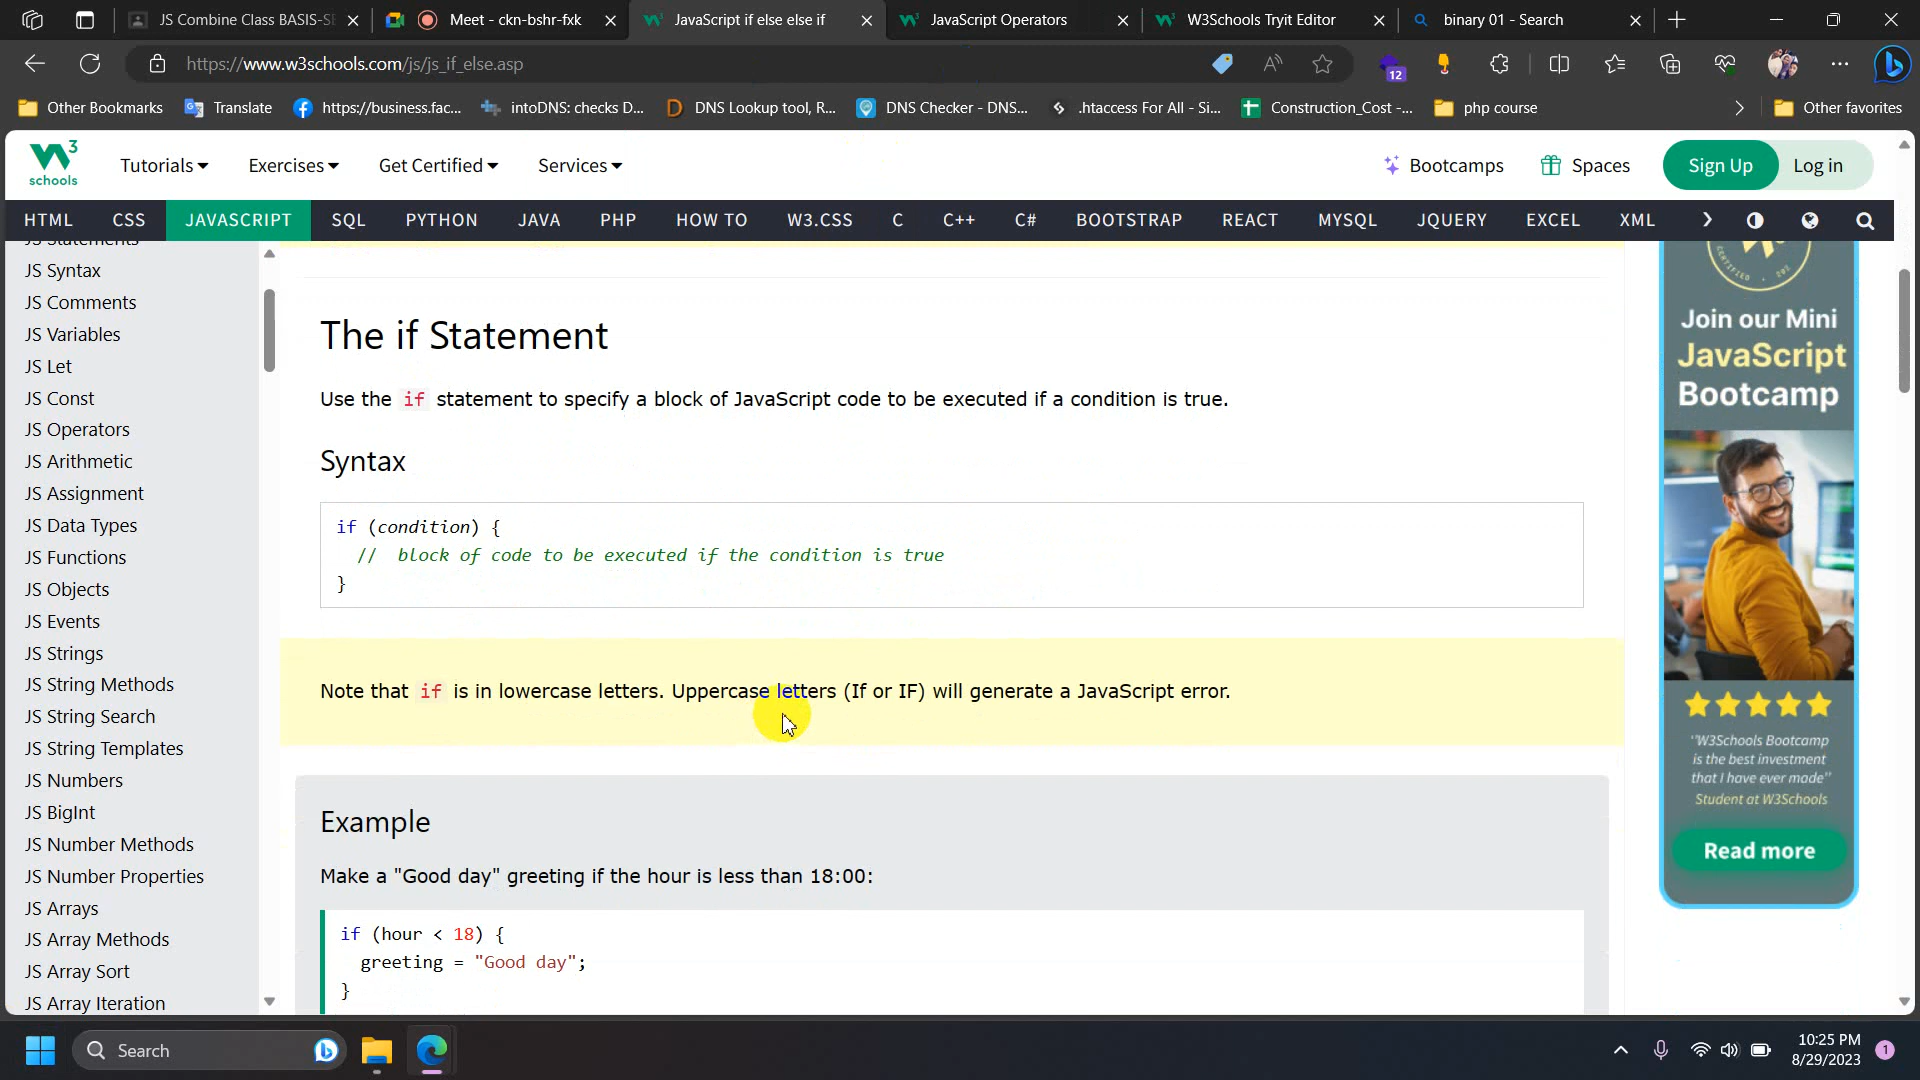 JS Combine Class BASIS-SE
Meet - ckn-bshr-fxk
JavaScript if else else if
JavaScript Operators
W3Schools Tryit Editor
binary 01 - Search
https://www.w3schools.com/js/js_if_else.asp
12
Other Bookmarks
Translate
https://business.fac...
intoDNS: checks D...
DNS Lookup tool, R...
DNS Checker - DNS...
.htaccess For All - Si...
Construction_Cost -...
php course
Other favorites
W3 schools
Tutorials
Exercises
Get Certified
Services
Bootcamps
Spaces
Sign Up
Log in
HTML CSS JAVASCRIPT SQL PYTHON JAVA PHP HOW TO W3.CSS C C++ C# BOOTSTRAP REACT MYSQL JQUERY EXCEL XML
JS Statements
JS Syntax
JS Comments
JS Variables
JS Let
JS Const
JS Operators
JS Arithmetic
JS Assignment
JS Data Types
JS Functions
JS Objects
JS Events
JS Strings
JS String Methods
JS String Search
JS String Templates
JS Numbers
JS BigInt
JS Number Methods
JS Number Properties
JS Arrays
JS Array Methods
JS Array Sort
JS Array Iteration
The if Statement
Use the if statement to specify a block of JavaScript code to be executed if a condition is true.
Syntax
if (condition) {
//  block of code to be executed if the condition is true
}
Note that if is in lowercase letters. Uppercase letters (If or IF) will generate a JavaScript error.
Example
Make a "Good day" greeting if the hour is less than 18:00:
if (hour < 18) {
greeting = "Good day";
}
Join our Mini
JavaScript
Bootcamp
"W3Schools Bootcamp
is the best investment
that I have ever made"
Student at W3Schools
Read more
Search
10:25 PM
8/29/2023
1